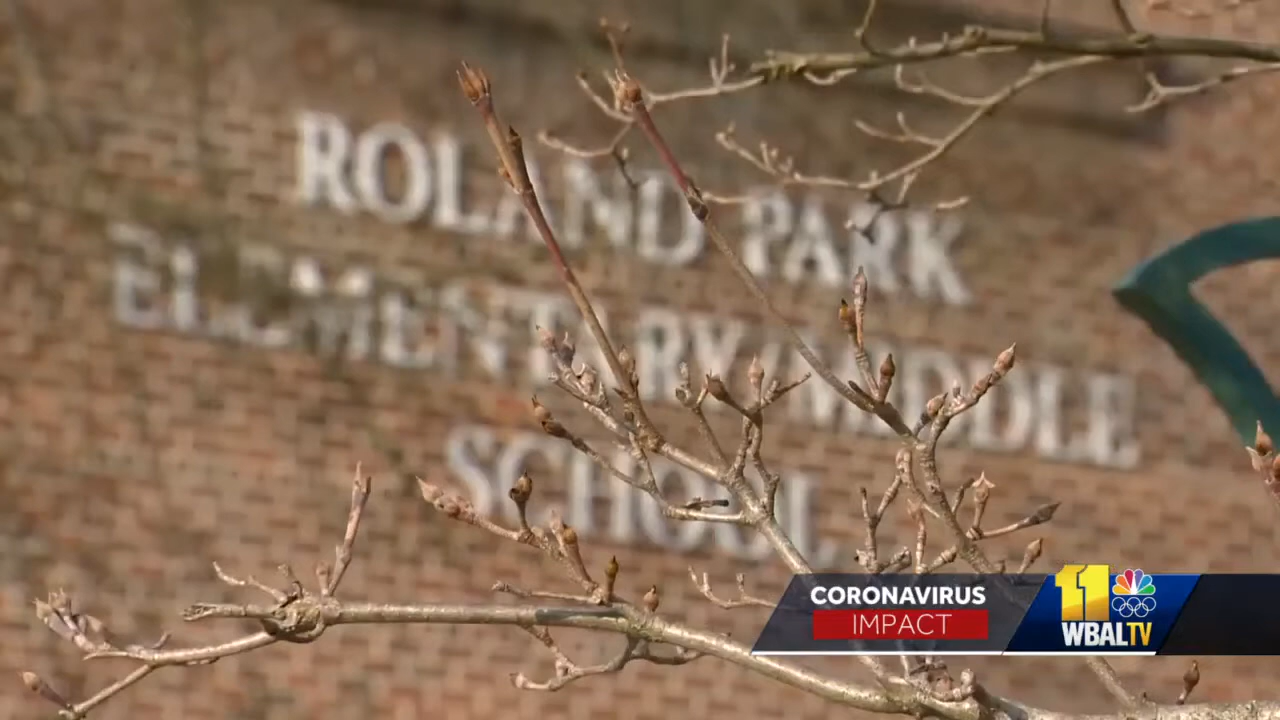 ROLAND PARK
ELEMENTARY/MIDDLE
SCHOOL
CORONAVIRUS
IMPACT
11
WBALTV